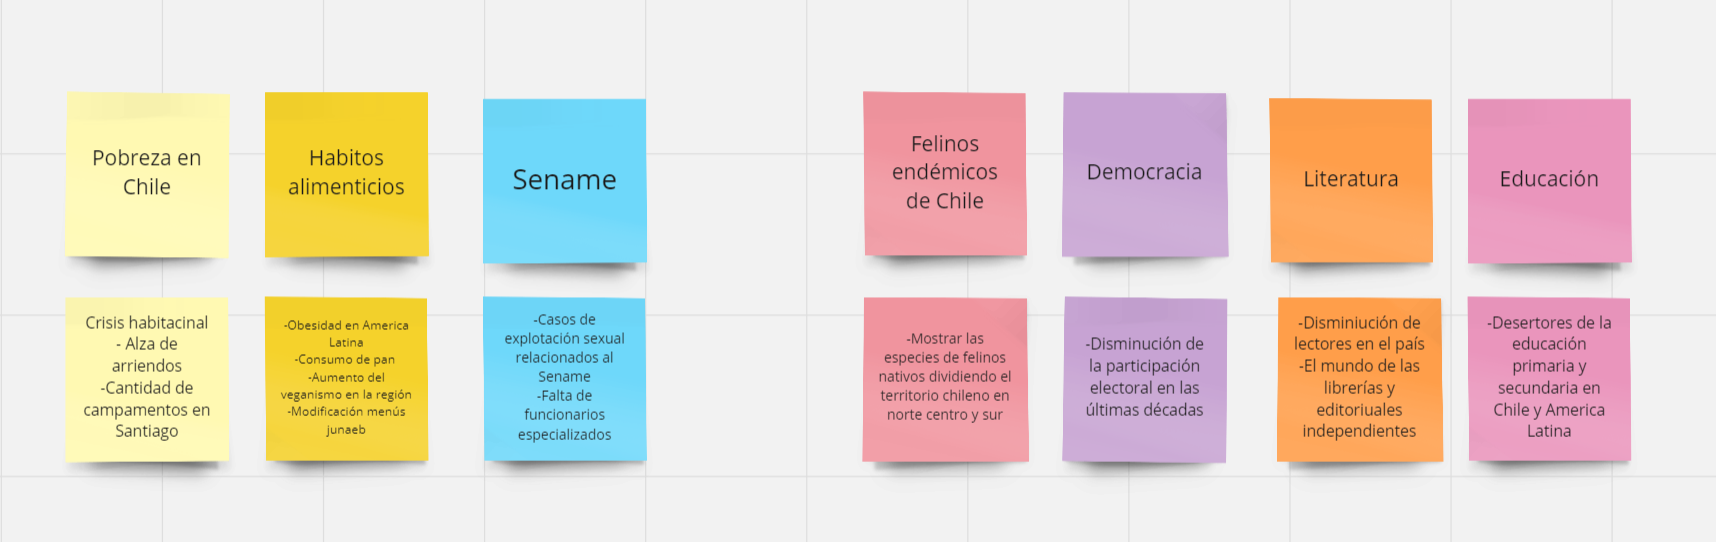 Pobreza en
Chile
Habitos
alimenticios
Sename
Felinos
endémicos
de Chile
Democracia
Literatura
Educación
Crisis habitacinal
- Alza de
arriendos
-Cantidad de
campamentos en
Santiago
-Obesidad en America
Latina
-Consumo de pan
-Aumento del
veganismo en la región
-Modificación menús
junaeb
-Casos de
explotación sexual
relacionados al
Sename
-Falta de
funcionarios
especializados
-Mostrar las
especies de felinos
nativos dividiendo el
territorio chileno en
norte centro y sur
-Disminución de
la participación
electoral en las
últimas décadas
-Disminiución de
lectores en el país
-El mundo de las
librerías y
editoriuales
independientes
-Desertores de la
educación
primaria y
secundaria en
Chile y America
Latina